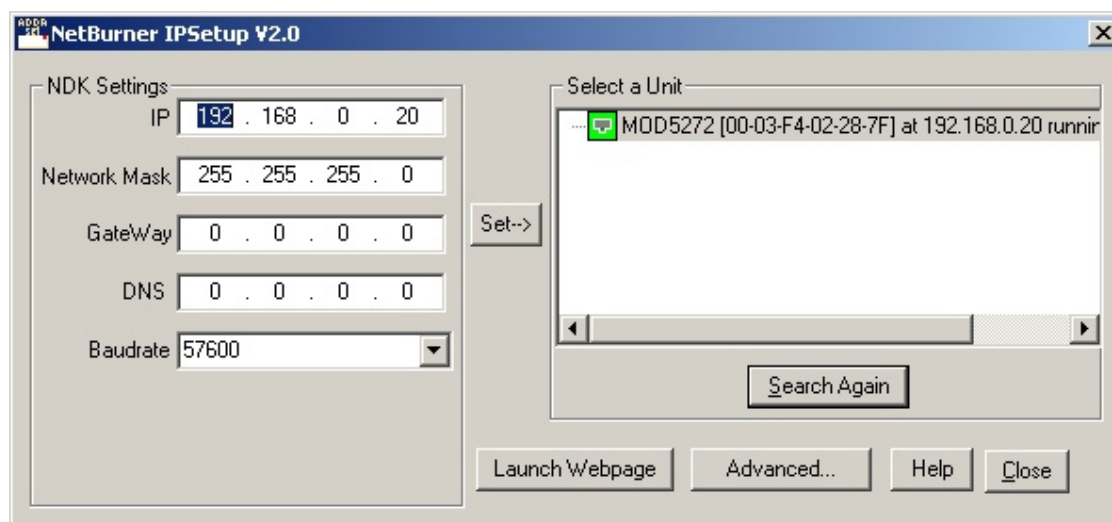 NetBurner IPSetup V2.0
NDK Settings
IP 192 . 168 . 0 . 20
Network Mask 255 . 255 . 255 . 0
GateWay 0 . 0 . 0 . 0
DNS 0 . 0 . 0 . 0
Baudrate 57600
Set-->
Select a Unit
MOD5272 [00-03-F4-02-28-7F] at 192.168.0.20
Search Again
Launch Webpage
Advanced...
Help
Close